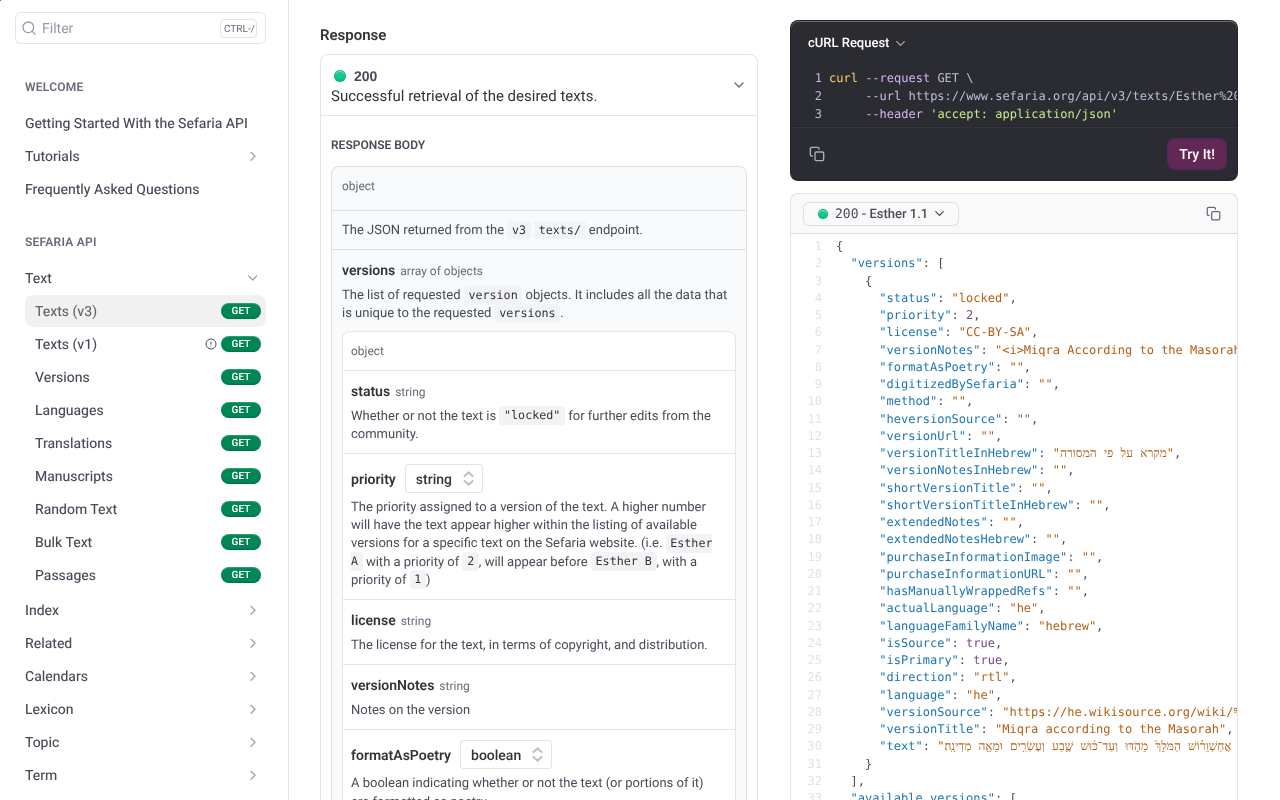 Filter
CTRL-/
WELCOME
Getting Started With the Sefaria API
Tutorials
Frequently Asked Questions
SEFARIA API
Text
Texts (v3) GET
Texts (v1) GET
Versions GET
Languages GET
Translations GET
Manuscripts GET
Random Text GET
Bulk Text GET
Passages GET
Index
Related
Calendars
Lexicon
Topic
Term
Response
200
Successful retrieval of the desired texts.
RESPONSE BODY
object
The JSON returned from the v3 texts/ endpoint.
versions array of objects
The list of requested version objects. It includes all the data that
is unique to the requested versions .
object
status string
Whether or not the text is "locked" for further edits from the
community.
priority string
The priority assigned to a version of the text. A higher number
will have the text appear higher within the listing of available
versions for a specific text on the Sefaria website. (i.e. Esther
A with a priority of 2 , will appear before Esther B , with a
priority of 1 )
license string
The license for the text, in terms of copyright, and distribution.
versionNotes string
Notes on the version
formatAsPoetry boolean
A boolean indicating whether or not the text (or portions of it)
are formatted as poetry
cURL Request
1 curl --request GET \
2 --url https://www.sefaria.org/api/v3/texts/Esther%20
3 --header 'accept: application/json'
Try It!
200 - Esther 1.1
1 {
2 "versions": [
3 {
4 "status": "locked",
5 "priority": 2,
6 "license": "CC-BY-SA",
7 "versionNotes": "<i>Miqra According to the Masorah
8 "formatAsPoetry": "",
9 "digitizedBySefaria": "",
10 "method": "",
11 "heversionSource": "",
12 "versionUrl": "",
13 "versionTitleInHebrew": "מקרא על פי המסורה",
14 "versionNotesInHebrew": "",
15 "shortVersionTitle": "",
16 "shortVersionTitleInHebrew": "",
17 "extendedNotes": "",
18 "extendedNotesHebrew": "",
19 "purchaseInformationImage": "",
20 "purchaseInformationURL": "",
21 "hasManuallyWrappedRefs": "",
22 "actualLanguage": "he",
23 "languageFamilyName": "hebrew",
24 "isSource": true,
25 "isPrimary": true,
26 "direction": "rtl",
27 "language": "he",
28 "versionSource": "https://he.wikisource.org/wiki/%
29 "versionTitle": "Miqra according to the Masorah",
30 "text": "אֲחַשְׁוֵר֗וֹשׁ הַמֹּלֵךְ֙ מֵהֹ֣דּוּ וְעַד־כּ֔וּשׁ שֶׁ֛בַע וְעֶשְׂרִ֥ים וּמֵאָ֖ה מְדִינָֽה׃
31 }
32 ],
33 "available_versions": [